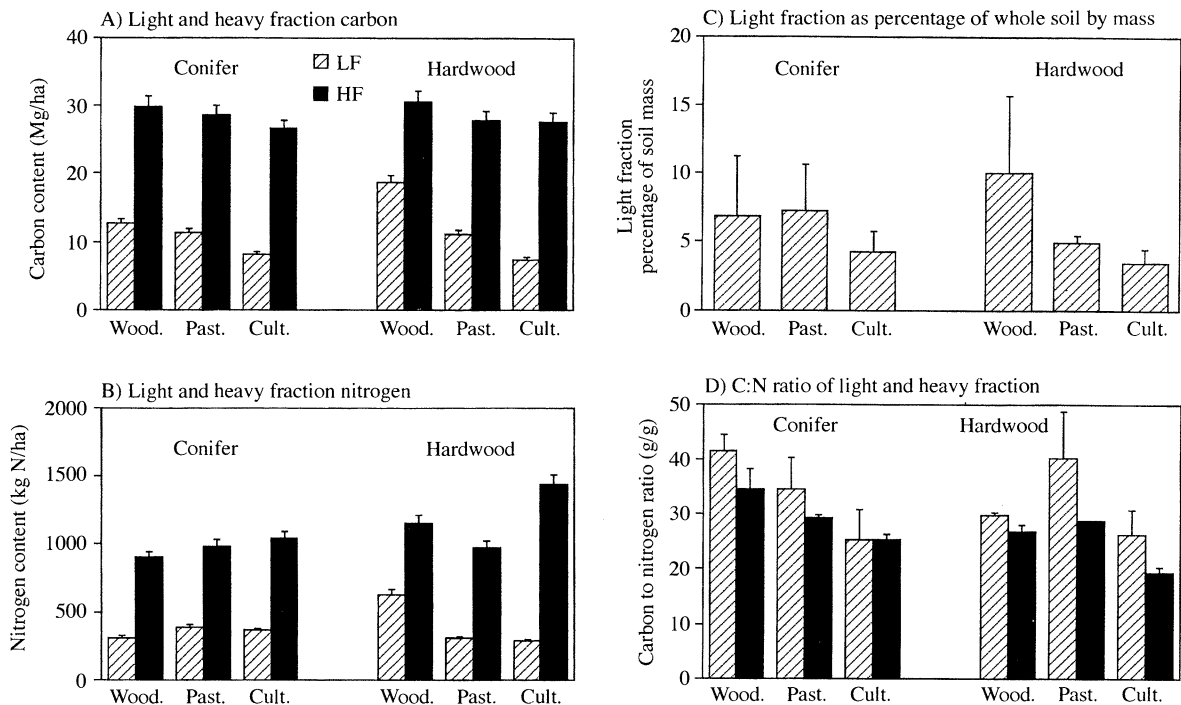 A) Light and heavy fraction carbon
Carbon content (Mg/ha)
40
30
20
10
0
Conifer
LF
HF
Hardwood
Wood. Past. Cult. Wood. Past. Cult.
B) Light and heavy fraction nitrogen
Nitrogen content (kg N/ha)
2000
1500
1000
500
0
Conifer
Hardwood
Wood. Past. Cult. Wood. Past. Cult.
C) Light fraction as percentage of whole soil by mass
Light fraction
percentage of soil mass
20
15
10
5
0
Conifer
Hardwood
Wood. Past. Cult. Wood. Past. Cult.
D) C:N ratio of light and heavy fraction
Carbon to nitrogen ratio (g/g)
50
40
30
20
10
0
Conifer
Hardwood
Wood. Past. Cult. Wood. Past. Cult.